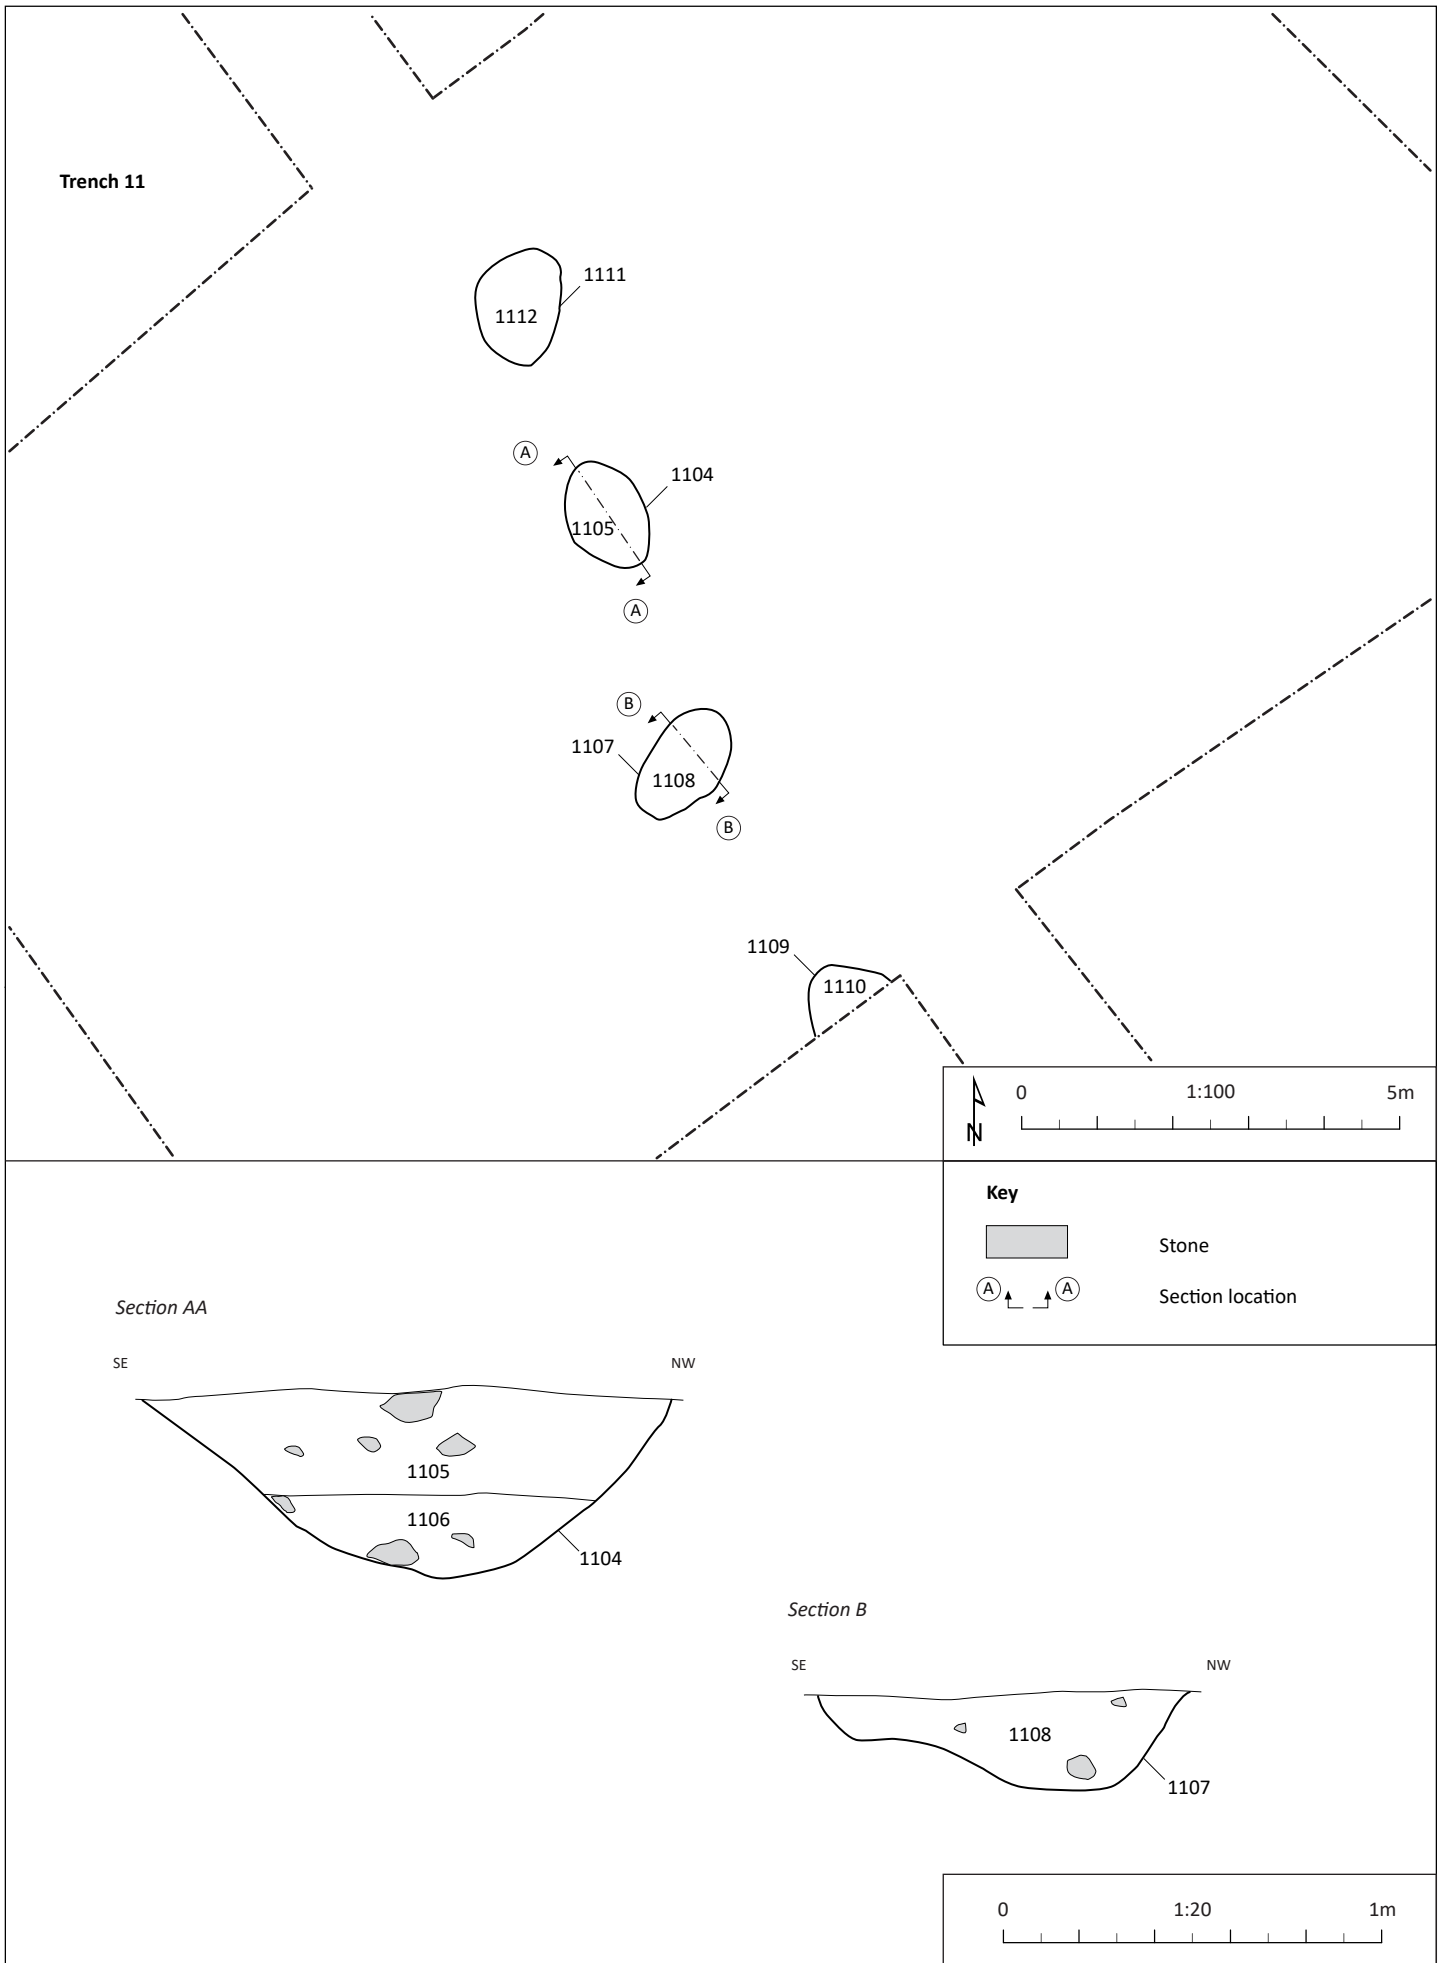 Trench 11
1111
1112
A
1104
1105
A
B
1107
1108
B
1109
1110
N
0 1:100 5m
Key
Stone
A A
Section location
Section AA
SE NW
1105
1106
1104
Section B
SE NW
1108
1107
0 1:20 1m